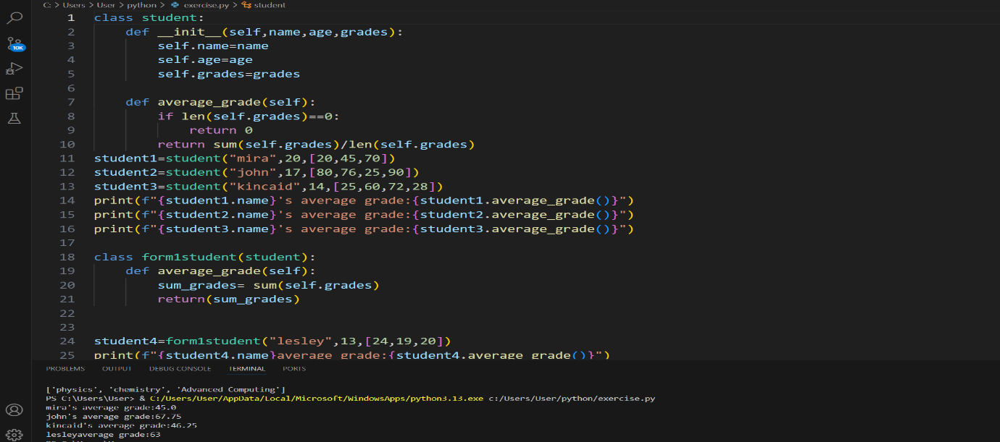 C: > Users > User > python > exercise.py > student
1 class student:
2     def __init__(self,name,age,grades):
3         self.name=name
4         self.age=age
5         self.grades=grades
6
7     def average_grade(self):
8         if len(self.grades)==0:
9             return 0
10         return sum(self.grades)/len(self.grades)
11 student1=student("mira",20,[20,45,70])
12 student2=student("john",17,[80,76,25,90])
13 student3=student("kincaid",14,[25,60,72,28])
14 print(f"{student1.name}'s average grade:{student1.average_grade()}")
15 print(f"{student2.name}'s average grade:{student2.average_grade()}")
16 print(f"{student3.name}'s average grade:{student3.average_grade()}")
17
18 class form1student(student):
19     def average_grade(self):
20         sum_grades= sum(self.grades)
21         return(sum_grades)
22
23
24 student4=form1student("lesley",13,[24,19,20])
25 print(f"{student4.name}average grade:{student4.average_grade()}")
10K
PROBLEMS OUTPUT DEBUG CONSOLE TERMINAL PORTS
['physics', 'chemistry', 'Advanced Computing']
PS C:\Users\User> & C:/Users/User/AppData/Local/Microsoft/WindowsApps/python3.13.exe c:/Users/User/python/exercise.py
mira's average grade:45.0
john's average grade:67.75
kincaid's average grade:46.25
lesleyaverage grade:63